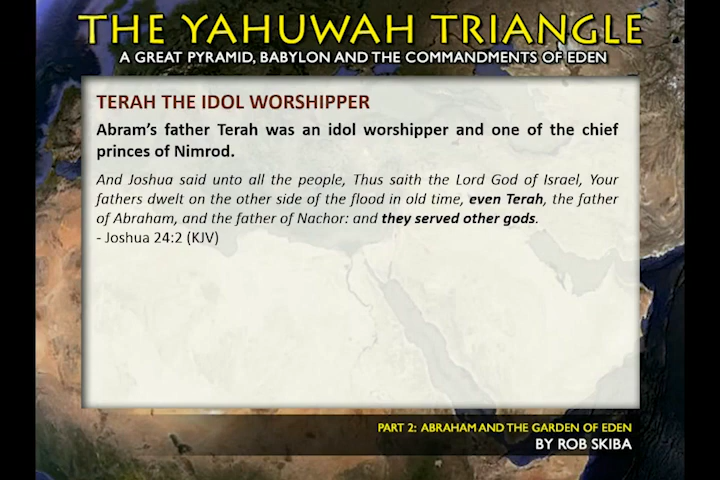 THE YAHUWAH TRIANGLE
A GREAT PYRAMID, BABYLON AND THE COMMANDMENTS OF EDEN
TERAH THE IDOL WORSHIPPER
Abram's father Terah was an idol worshipper and one of the chief
princes of Nimrod.
And Joshua said unto all the people, Thus saith the Lord God of Israel, Your
fathers dwelt on the other side of the flood in old time, even Terah, the father
of Abraham, and the father of Nachor: and they served other gods.
- Joshua 24:2 (KJV)
PART 2: ABRAHAM AND THE GARDEN OF EDEN
BY ROB SKIBA